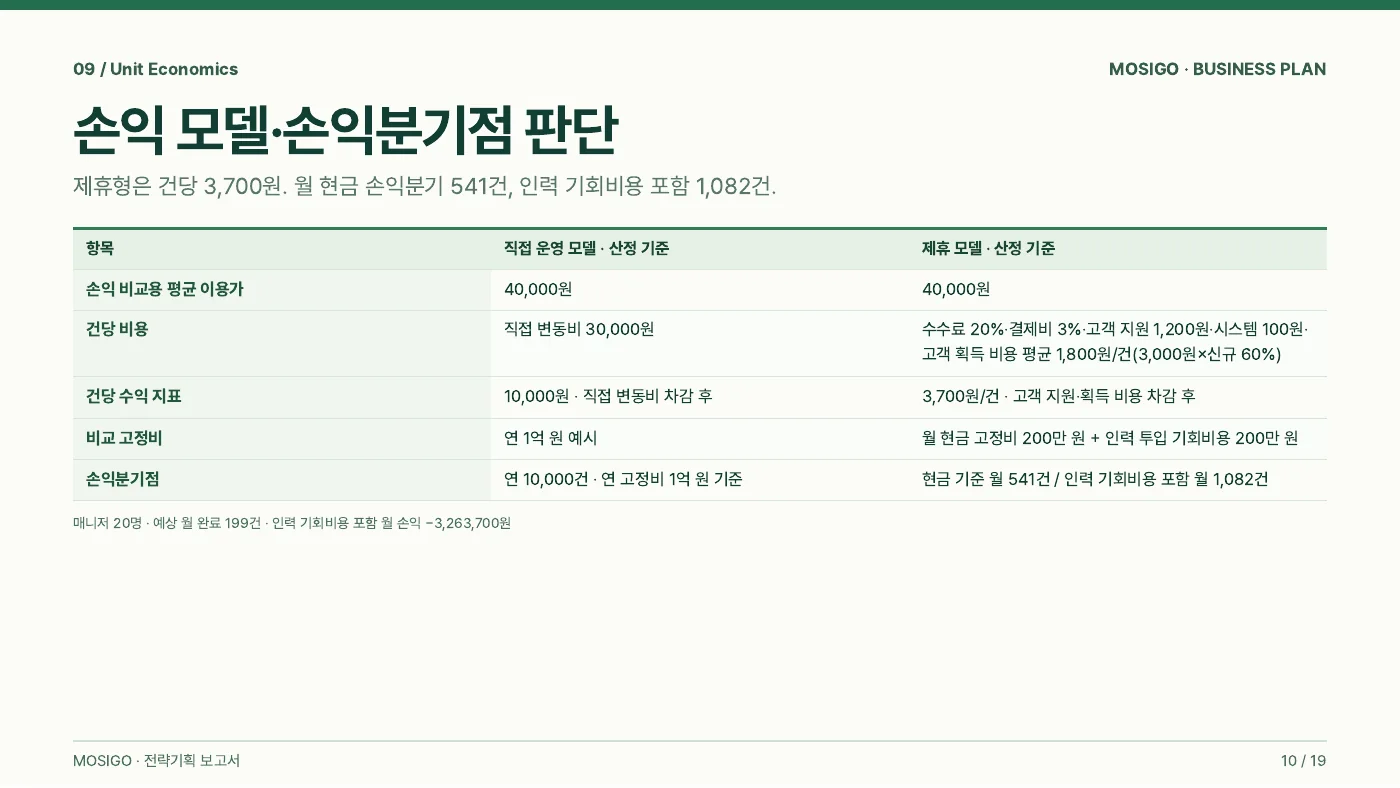 09 / Unit Economics
MOSIGO · BUSINESS PLAN
손익 모델·손익분기점 판단
제휴형은 건당 3,700원. 월 현금 손익분기 541건, 인력 기회비용 포함 1,082건.
항목
직접 운영 모델 · 산정 기준
제휴 모델 · 산정 기준
손익 비교용 평균 이용가
40,000원
40,000원
건당 비용
직접 변동비 30,000원
수수료 20%·결제비 3%·고객 지원 1,200원·시스템 100원·
고객 획득 비용 평균 1,800원/건(3,000원×신규 60%)
건당 수익 지표
10,000원 · 직접 변동비 차감 후
3,700원/건 · 고객 지원·획득 비용 차감 후
비교 고정비
연 1억 원 예시
월 현금 고정비 200만 원 + 인력 투입 기회비용 200만 원
손익분기점
연 10,000건 · 연 고정비 1억 원 기준
현금 기준 월 541건 / 인력 기회비용 포함 월 1,082건
매니저 20명 · 예상 월 완료 199건 · 인력 기회비용 포함 월 손익 −3,263,700원
MOSIGO · 전략기획 보고서
10 / 19